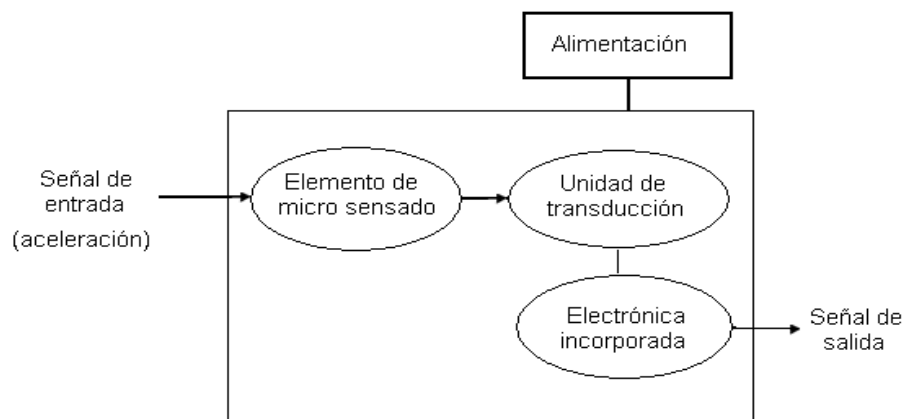 Alimentación
Señal de
entrada
(aceleración)
Elemento de
micro sensado
Unidad de
transducción
Electrónica
incorporada
Señal de
salida